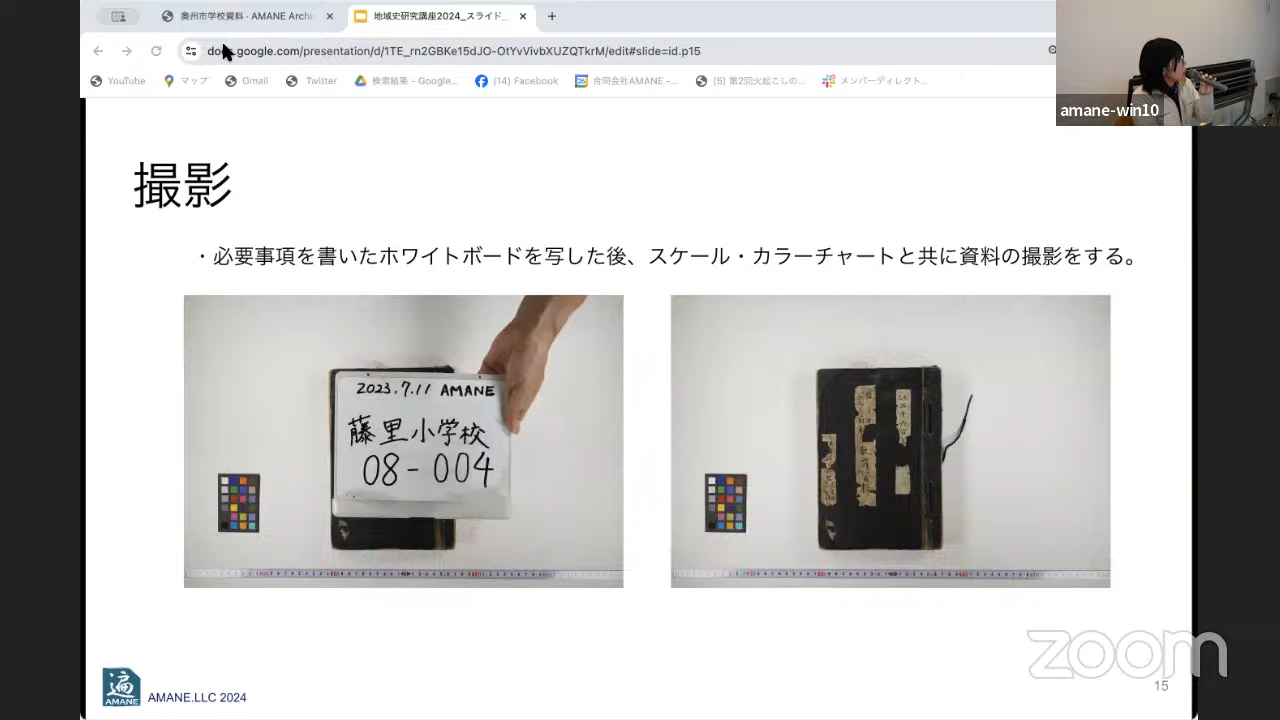 奥州市学校資料 · AMANE Archi
地域史研究講座2024_スライド_
docs.google.com/presentation/d/1TE_rn2GBKe15dJO-OtYvVivbXUZQTkrM/edit#slide=id.p15
YouTube
マップ
Gmail
Twitter
検索結果 - Google...
(14) Facebook
合同会社AMANE –...
(5) 第2回火起こしの...
メンバーディレクト...
amane-win10
撮影
・必要事項を書いたホワイトボードを写した後、スケール・カラーチャートと共に資料の撮影をする。
2023.7.11 AMANE
藤里小学校
08-004
zoom
遍
AMANE
AMANE.LLC 2024
15